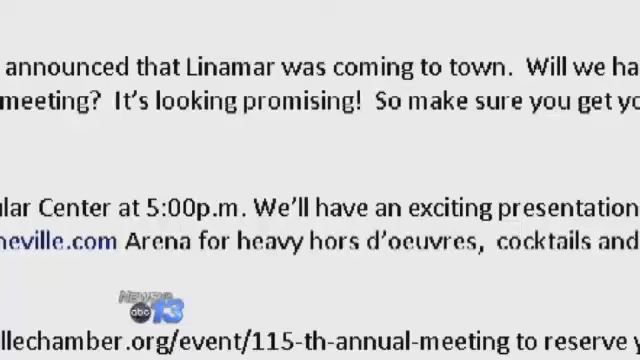 announced that Linamar was coming to town.  Will we ha
meeting?  It's looking promising!  So make sure you get yo
ular Center at 5:00p.m. We'll have an exciting presentation
neville.com Arena for heavy hors d'oeuvres,  cocktails and
NEWS
abc 13
llechamber.org/event/115-th-annual-meeting to reserve y